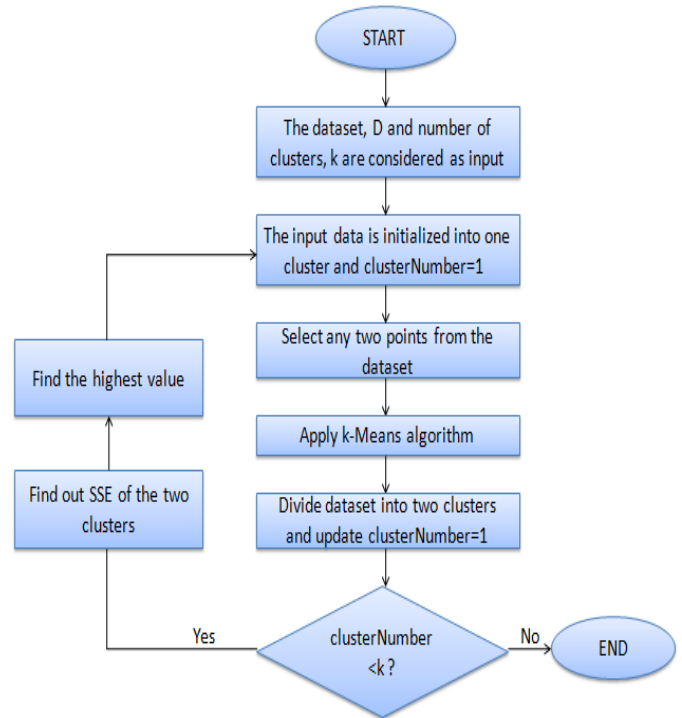 START
The dataset, D and number of
clusters, k are considered as input
The input data is initialized into one
cluster and clusterNumber=1
Select any two points from the
dataset
Apply k-Means algorithm
Divide dataset into two clusters
and update clusterNumber=1
clusterNumber
<k ?
Yes
No
END
Find out SSE of the two
clusters
Find the highest value